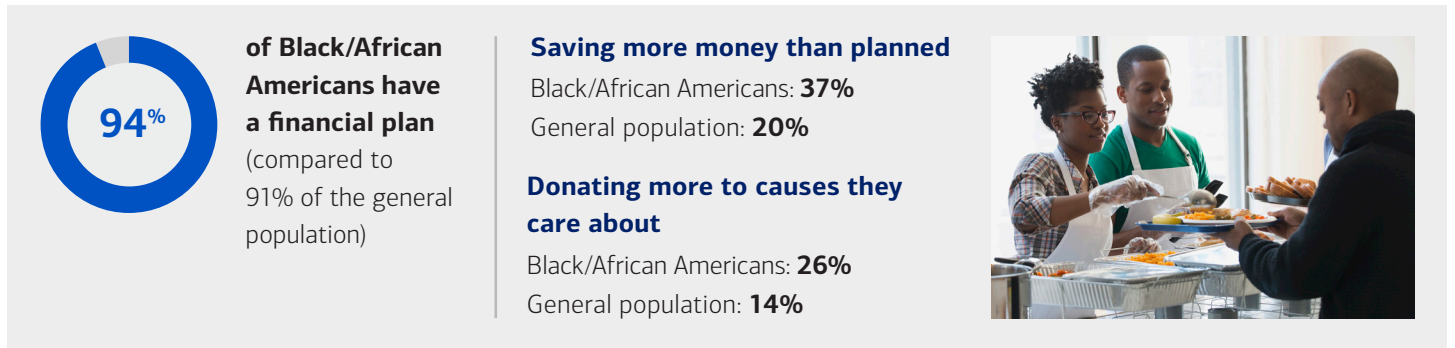 94%
of Black/African
Americans have
a financial plan
(compared to
91% of the general
population)
Saving more money than planned
Black/African Americans: 37%
General population: 20%
Donating more to causes they
care about
Black/African Americans: 26%
General population: 14%